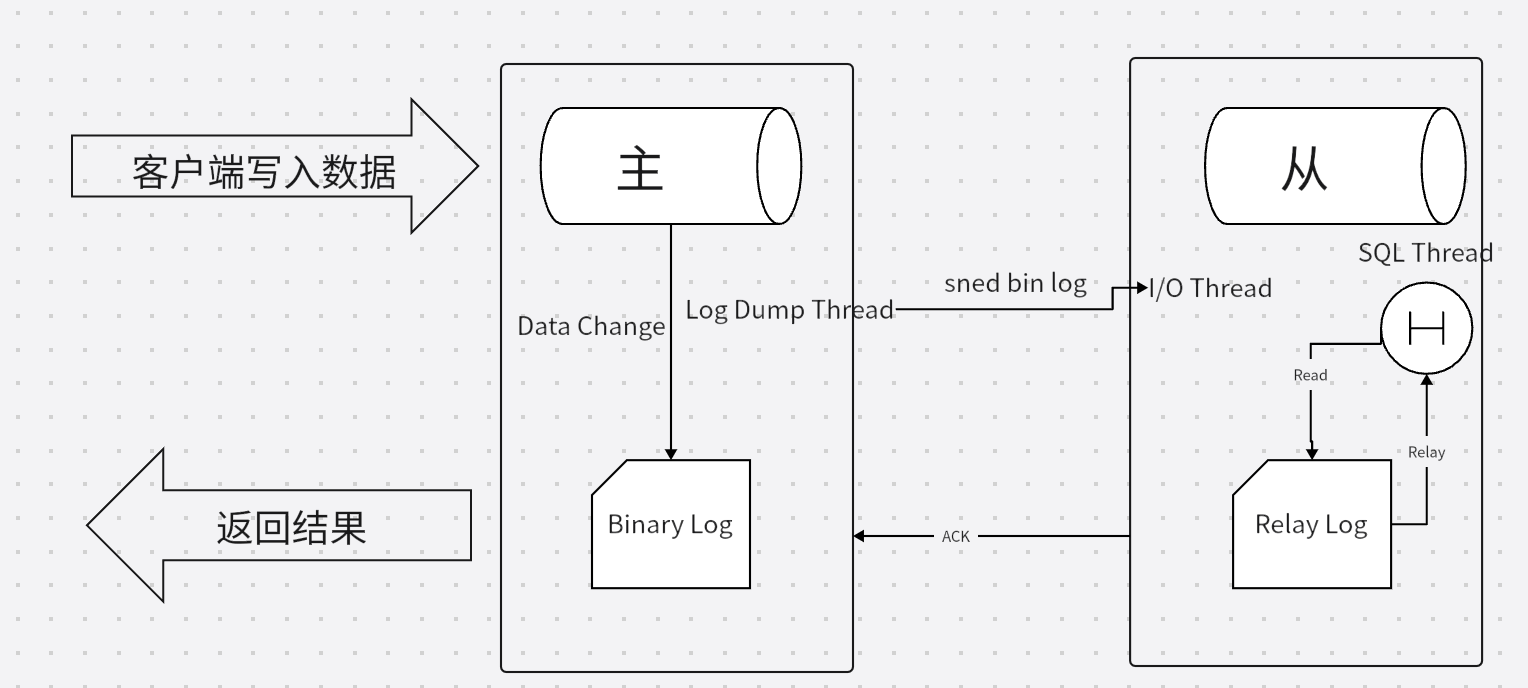 客户端写入数据
主
从
SQL Thread
sned bin log
I/O Thread
Log Dump Thread
Data Change
Read
Relay
返回结果
Binary Log
Relay Log
ACK